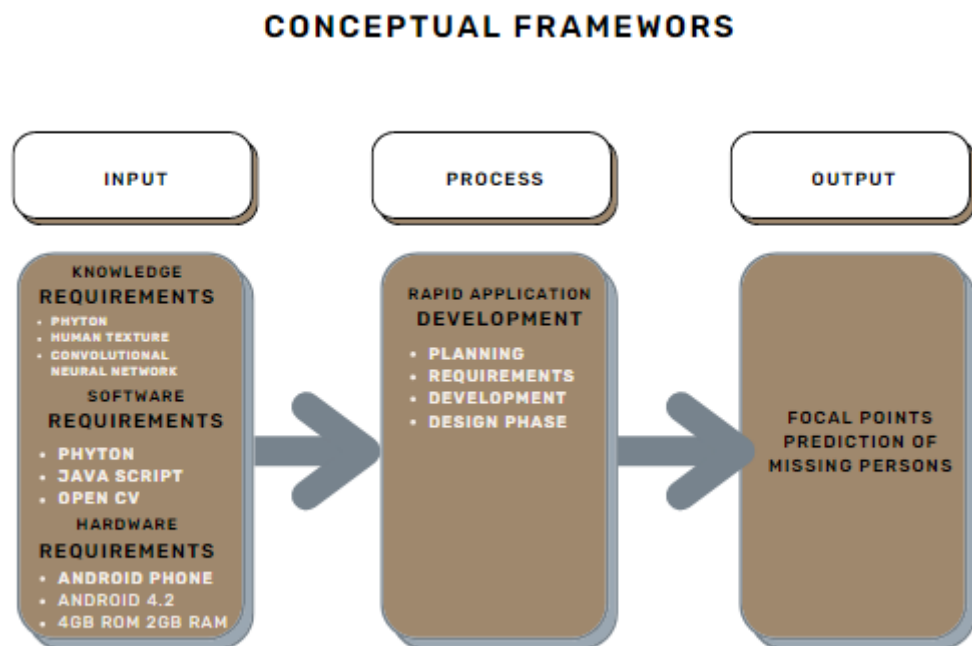 CONCEPTUAL FRAMEWORS
INPUT
KNOWLEDGE
REQUIREMENTS
• PHYTON
• HUMAN TEXTURE
• CONVOLUTIONAL
NEURAL NETWORK
SOFTWARE
REQUIREMENTS
• PHYTON
• JAVA SCRIPT
• OPEN CV
HARDWARE
REQUIREMENTS
• ANDROID PHONE
• ANDROID 4.2
• 4GB ROM 2GB RAM
PROCESS
RAPID APPLICATION
DEVELOPMENT
• PLANNING
• REQUIREMENTS
• DEVELOPMENT
• DESIGN PHASE
OUTPUT
FOCAL POINTS
PREDICTION OF
MISSING PERSONS